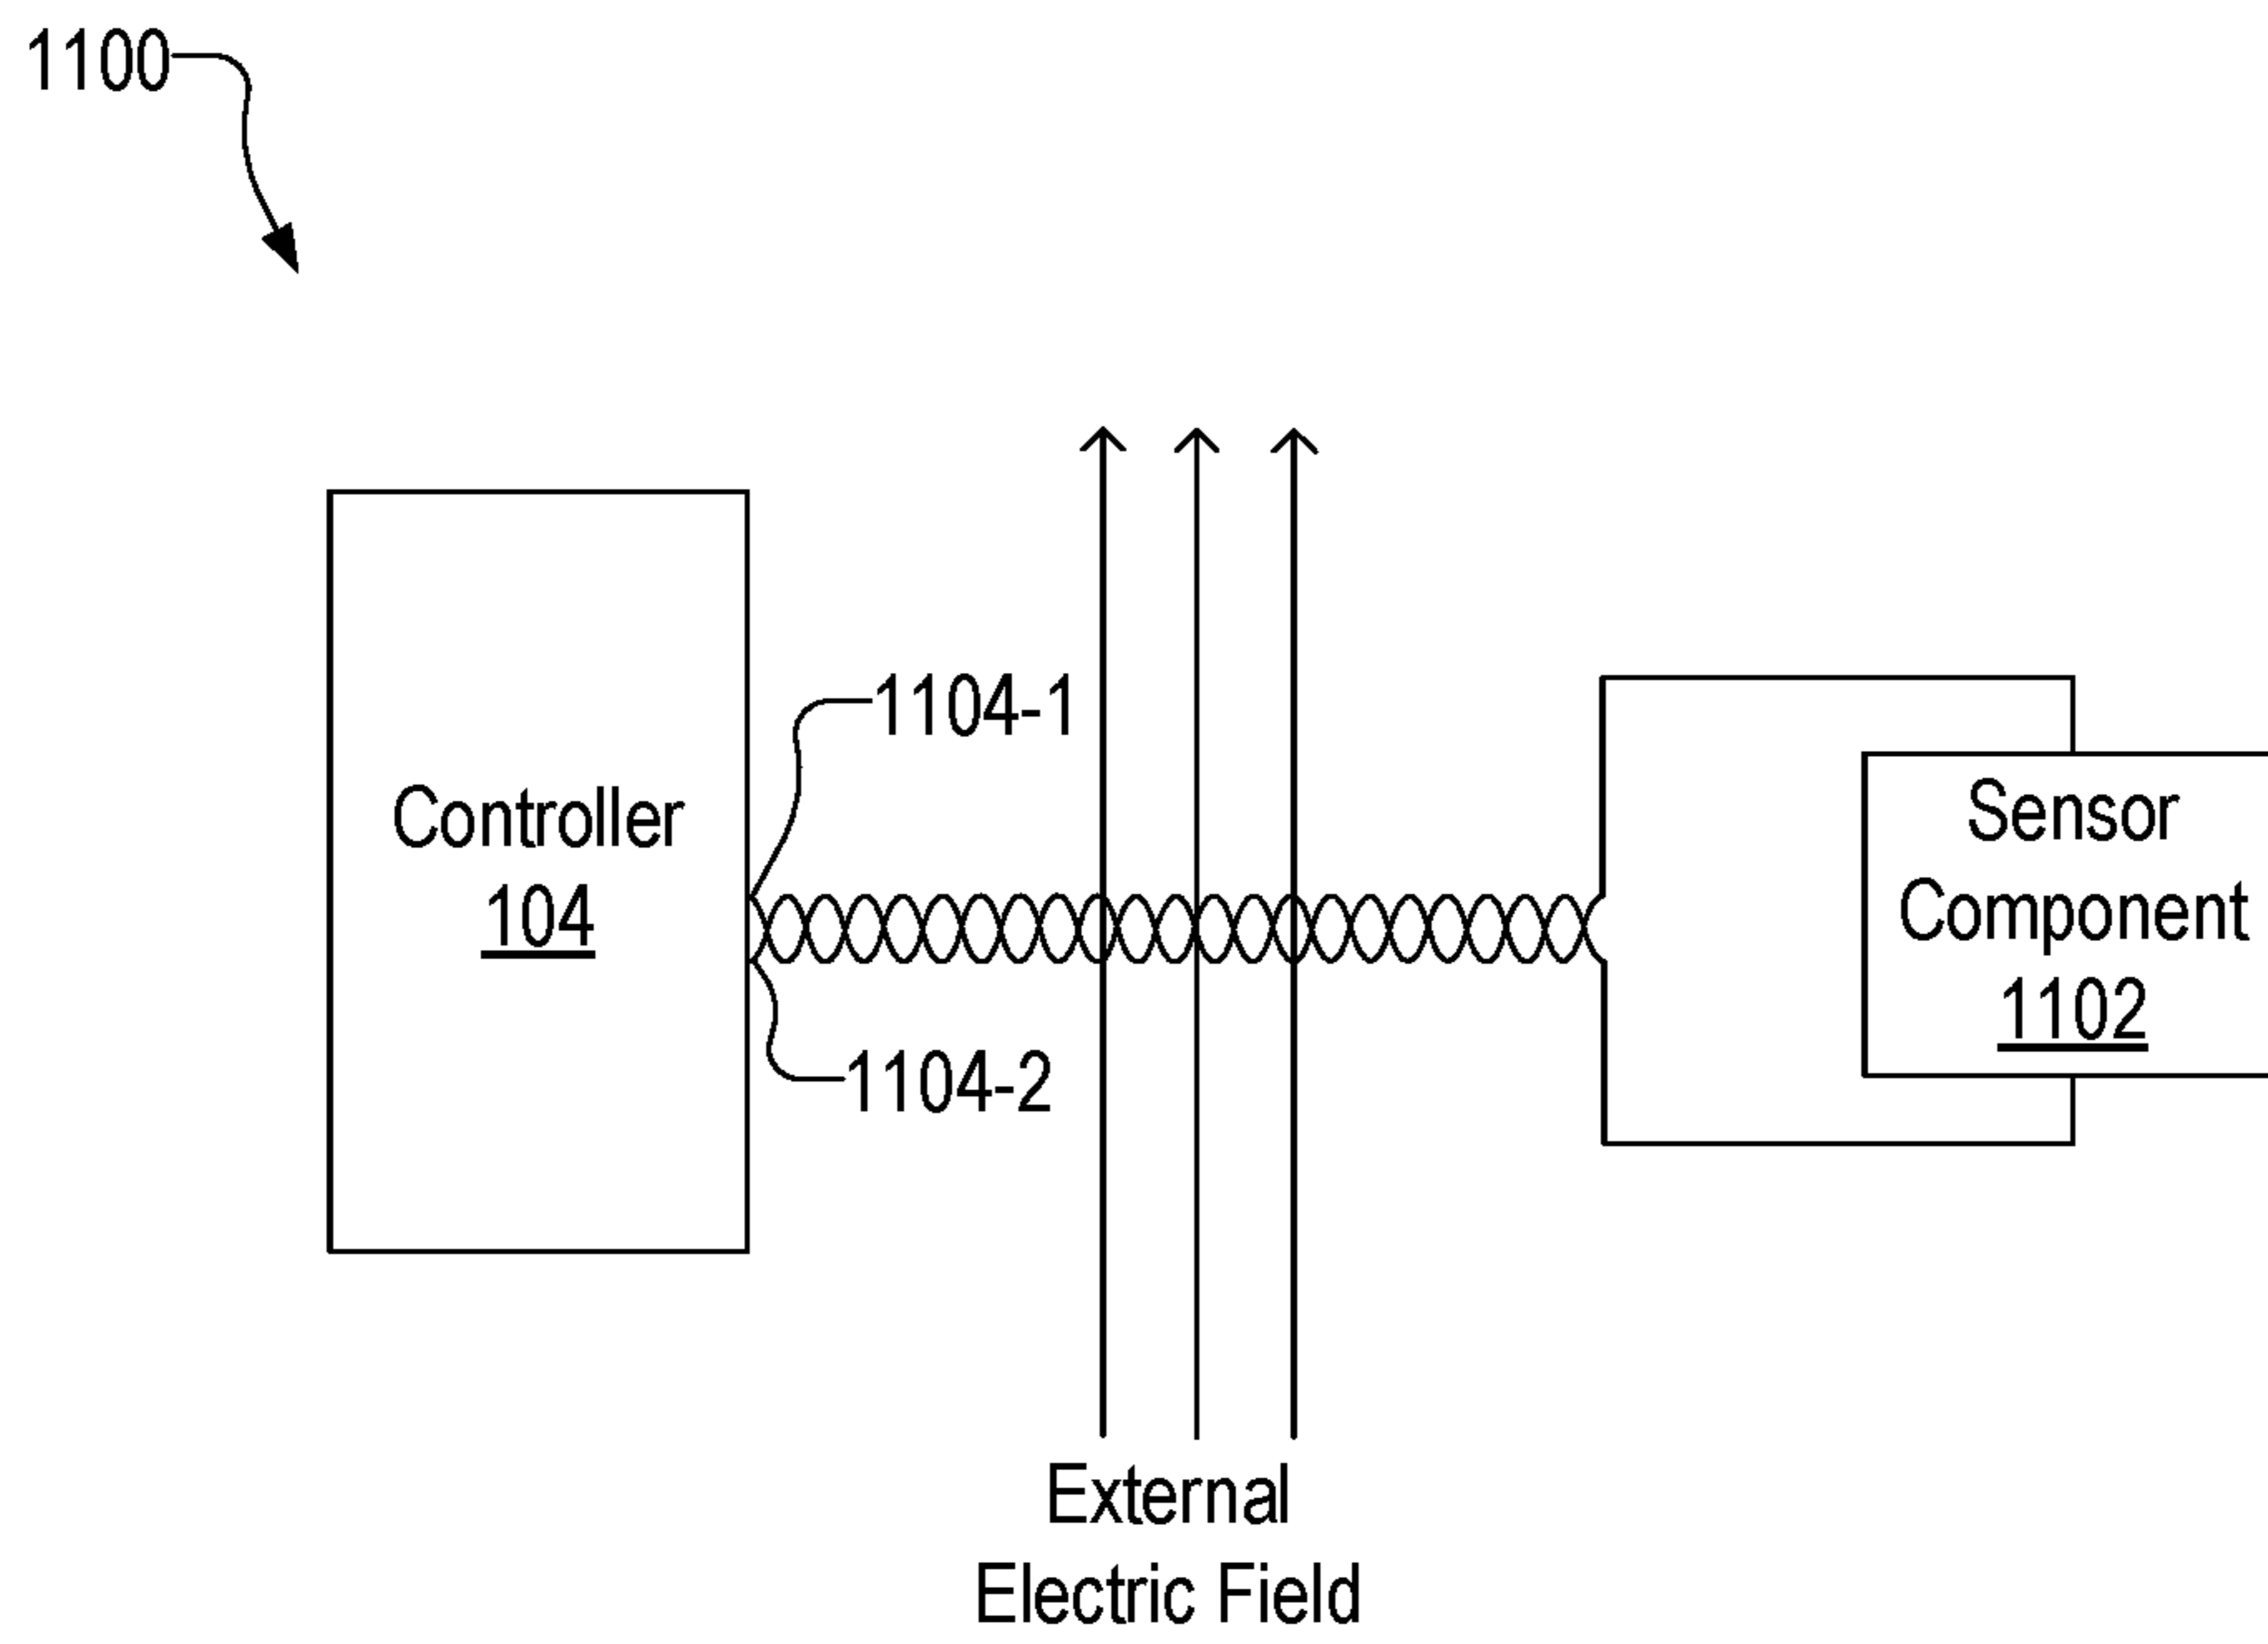 1100
1104-1
Controller
104
1104-2
Sensor
Component
1102
External
Electric Field